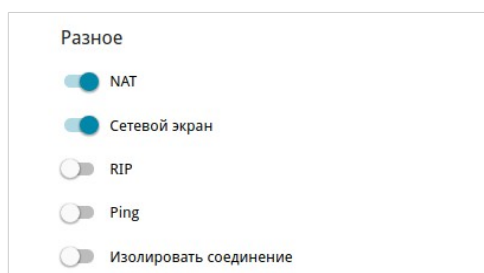 Разное
NAT
Сетевой экран
RIP
Ping
Изолировать соединение